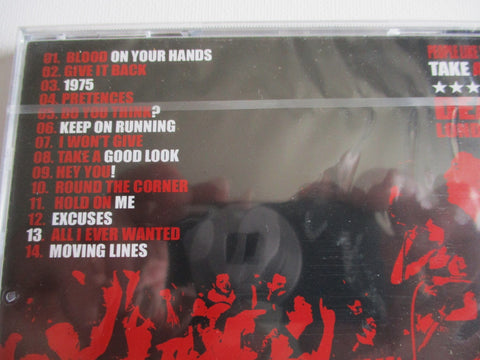 01. BLOOD ON YOUR HANDS
02. GIVE IT BACK
03. 1975
04. PRETENCES
05. DO YOU THINK?
06. KEEP ON RUNNING
07. I WON'T GIVE
08. TAKE A GOOD LOOK
09. HEY YOU!
10. ROUND THE CORNER
11. HOLD ON ME
12. EXCUSES
13. ALL I EVER WANTED
14. MOVING LINES
PEOPLE LIKE
TAKE